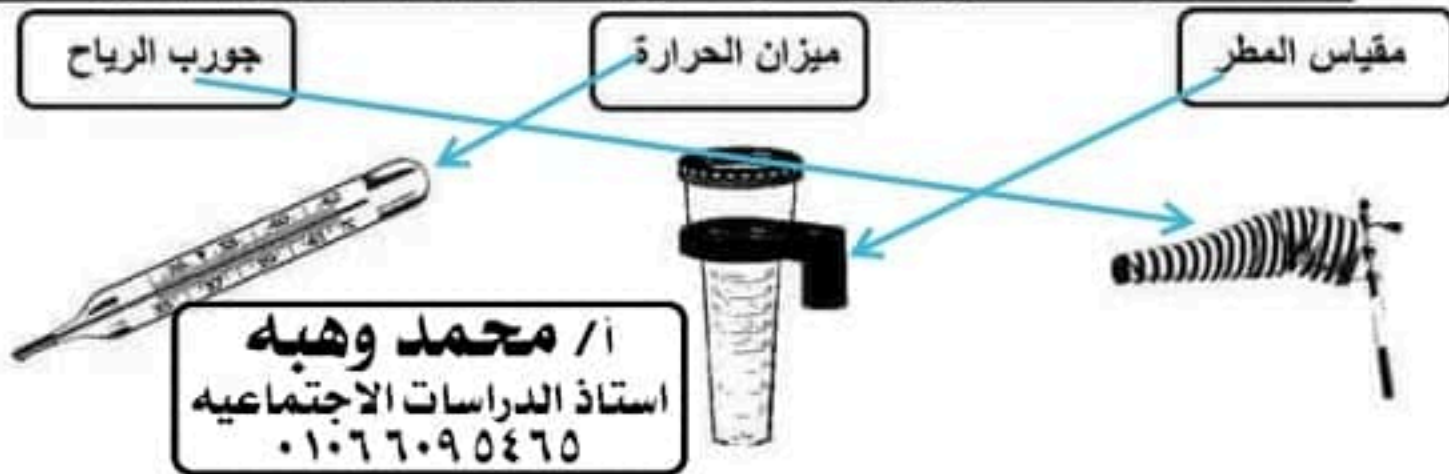 مقياس المطر
ميزان الحرارة
جورب الرياح
أ/ محمد وهبه
استاذ الدراسات الاجتماعيه
٠١٠٦٦٠٩٥٤٦٥